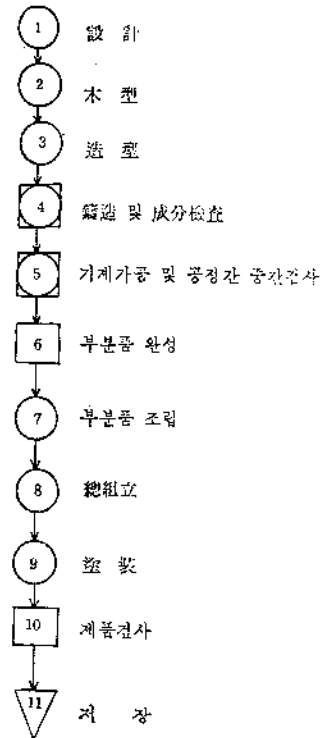 1 設計
2 木型
3 造型
4 鑄造 및 成分檢査
5 기계가공 및 공정간 중간검사
6 부분품 완성
7 부분품 조립
8 總組立
9 塗裝
10 제품검사
11 저장